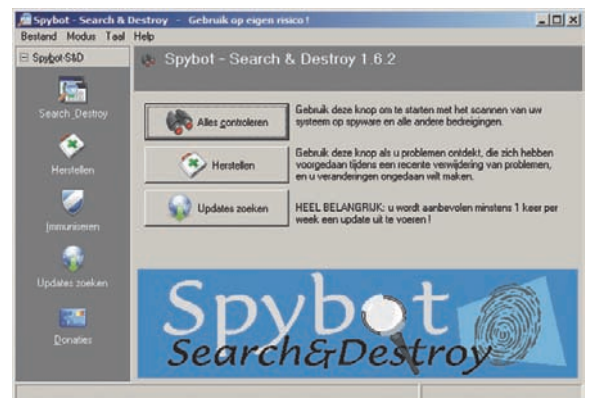 Spybot - Search & Destroy - Gebruik op eigen risico !
Bestand Modus Taal Help
Spybot-S&D
Spybot - Search & Destroy 1.6.2
Search_Destroy
Herstellen
Immuniseren
Updates zoeken
Donaties
Alles controleren
Gebruik deze knop om te starten met het scannen van uw
systeem op spyware en alle andere bedreigingen.
Herstellen
Gebruik deze knop als u problemen ontdekt, die zich hebben
voorgedaan tijdens een recente verwijdering van problemen,
en u veranderingen ongedaan wilt maken.
Updates zoeken
HEEL BELANGRIJK: u wordt aanbevolen minstens 1 keer per
week een update uit te voeren !
Spybot
Search&Destroy